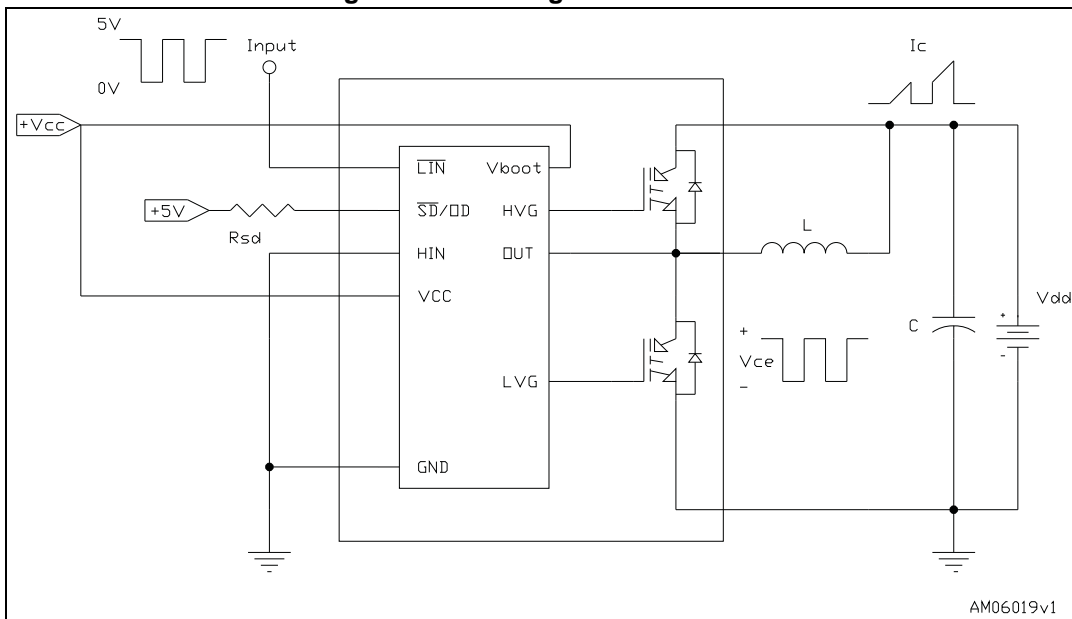 5V
Input
Ic
0V
+Vcc
LIN
Vboot
+5V
SD/OD
HVG
Rsd
L
HIN
OUT
VCC
Vdd
C
+
-
+
Vce
-
LVG
GND
AM06019v1